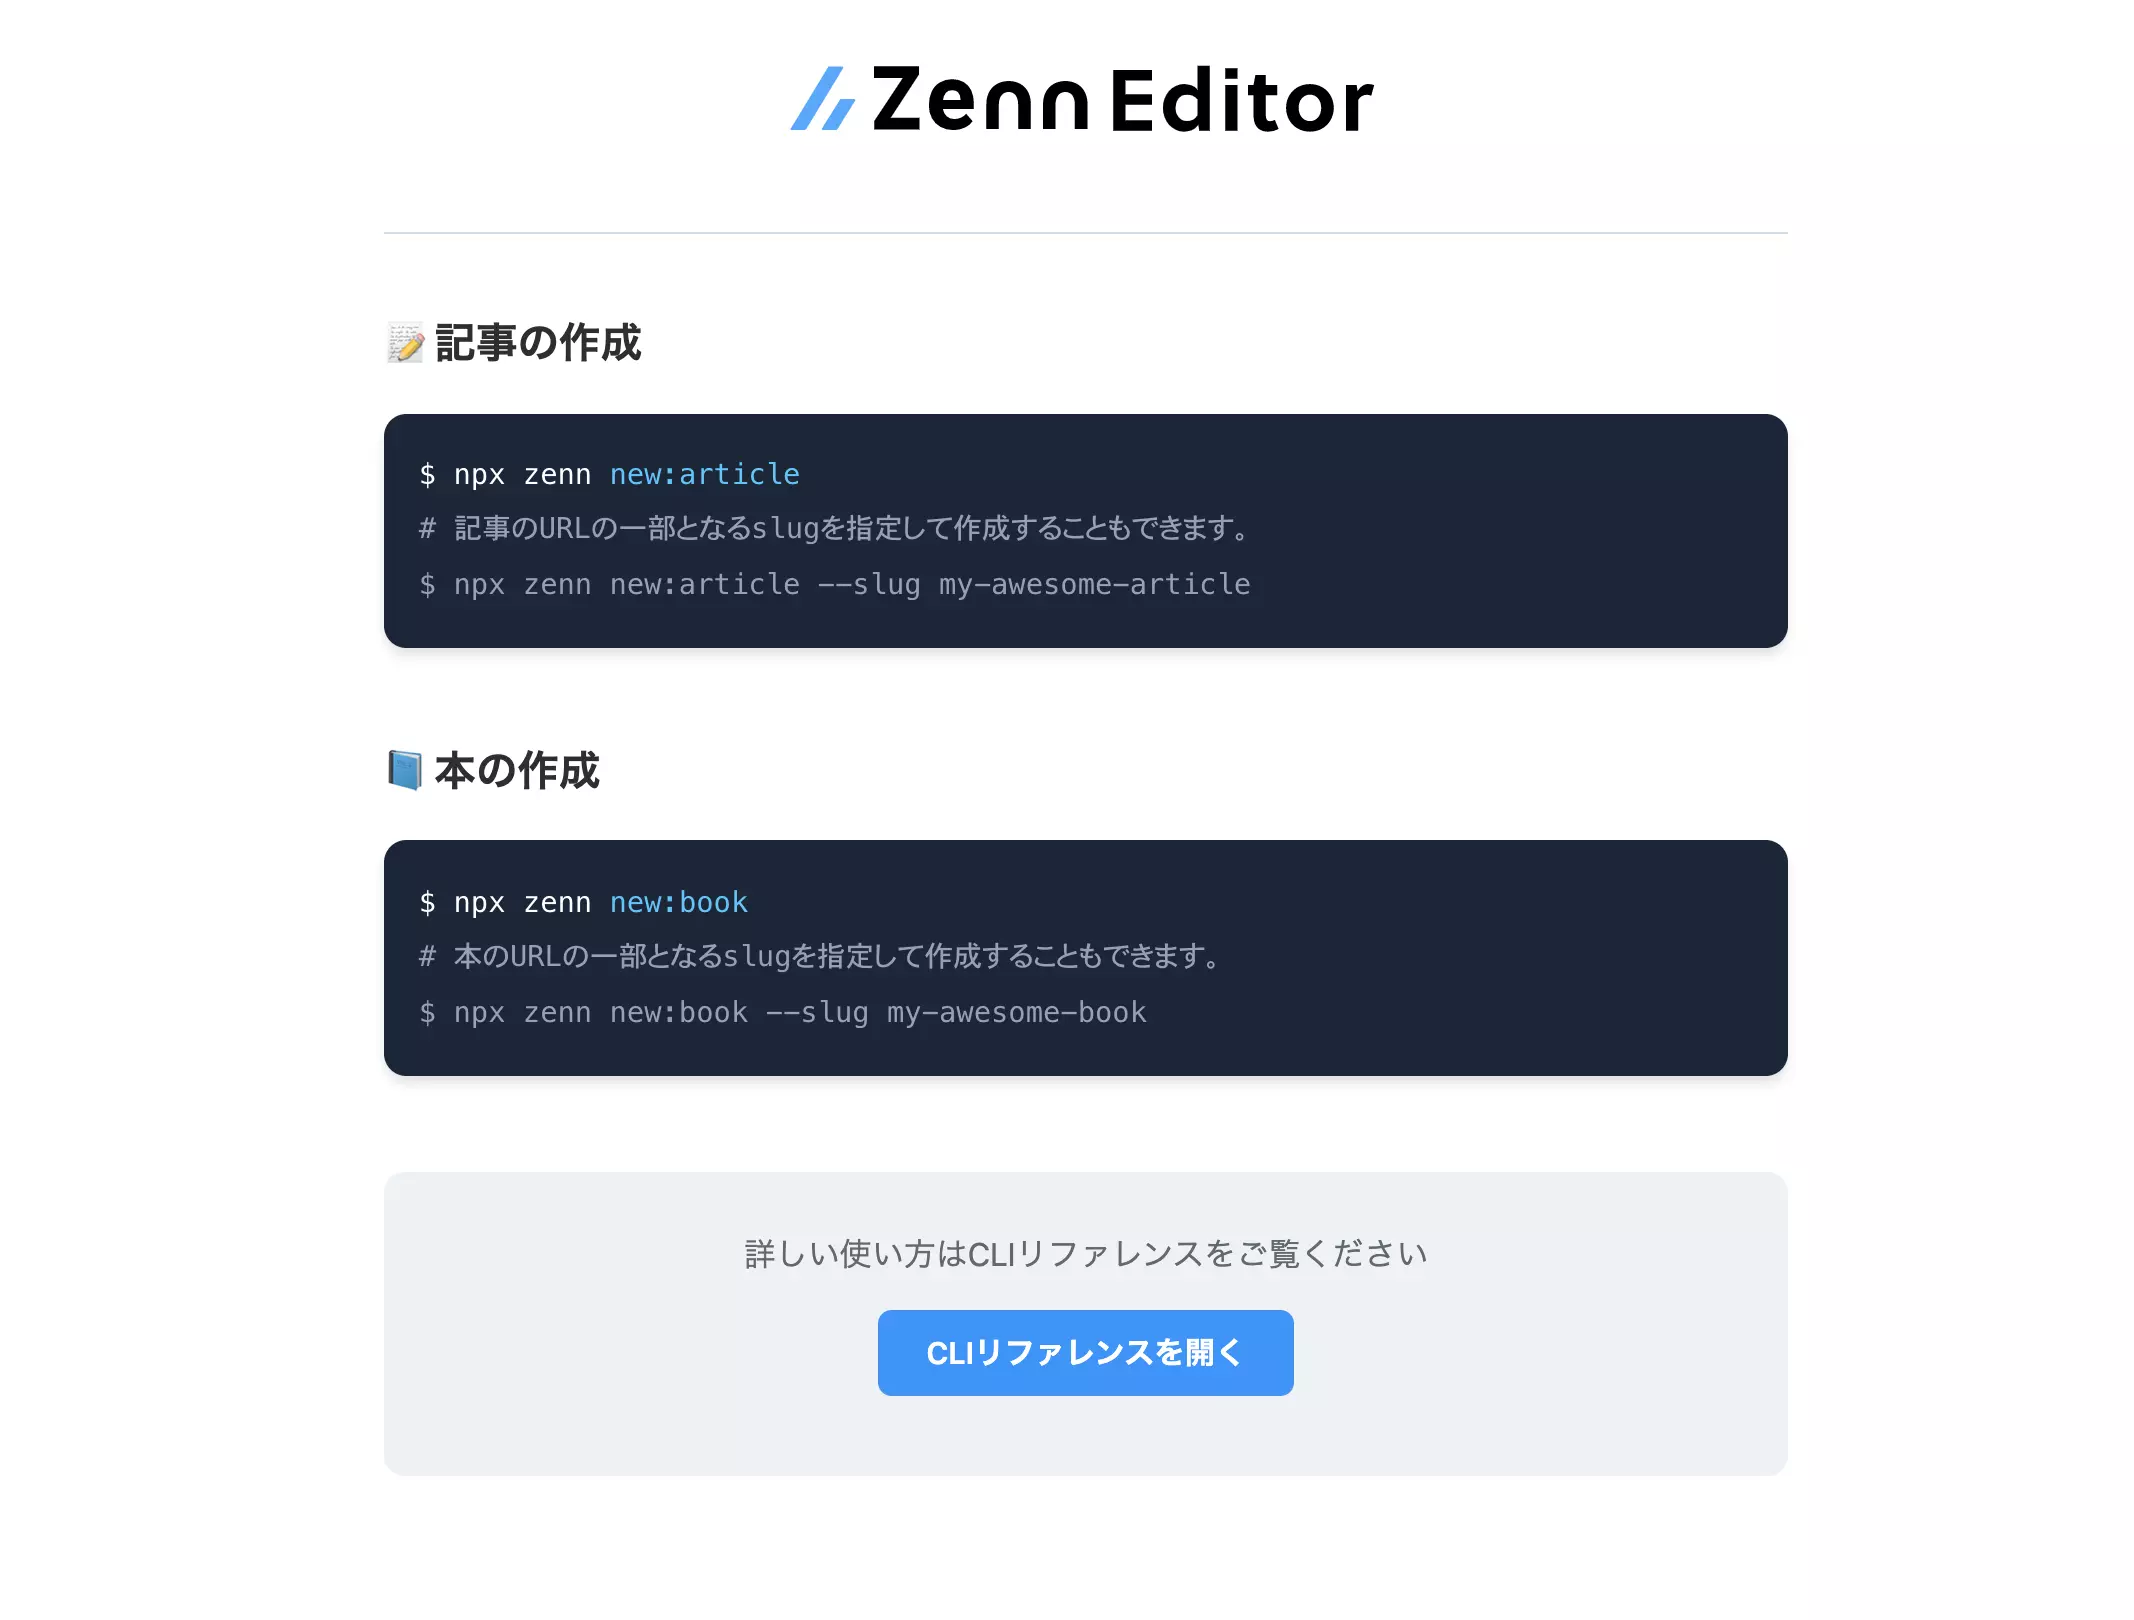 Zenn Editor
📝 記事の作成
$ npx zenn new:article
# 記事のURLの一部となるslugを指定して作成することもできます。
$ npx zenn new:article --slug my-awesome-article
📘 本の作成
$ npx zenn new:book
# 本のURLの一部となるslugを指定して作成することもできます。
$ npx zenn new:book --slug my-awesome-book
詳しい使い方はCLIリファレンスをご覧ください
CLIリファレンスを開く